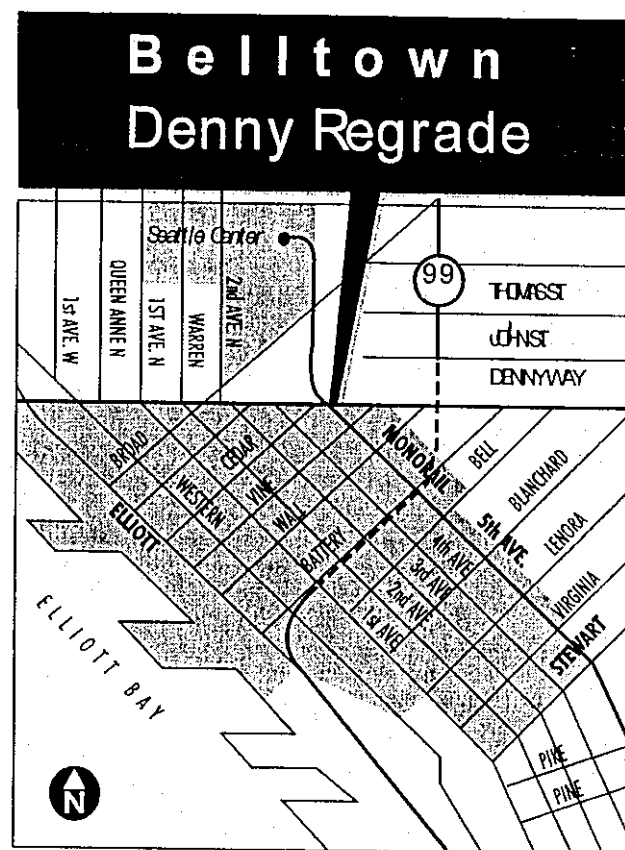 Belltown
Denny Regrade
Seattle Center
99
THOMAS ST
JOHN ST
DENNY WAY
1st AVE. W
QUEEN ANNE N
1ST AVE. N
WARREN
2nd AVE. N
BROAD
CEDAR
MONORAIL
BELL
WESTERN
VINE
BLANCHARD
ELLIOTT
WALL
5th AVE.
LENORA
BATTERY
4th AVE
3rd AVE
2nd AVE
1st AVE
VIRGINIA
STEWART
ELLIOTT BAY
PIKE
PINE
N